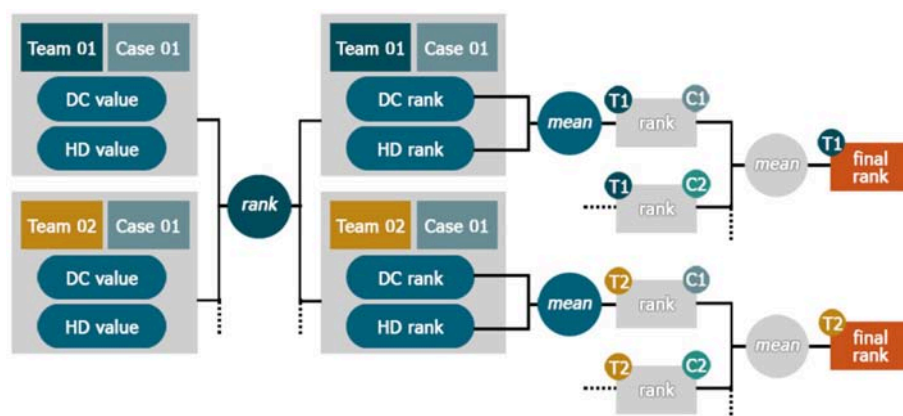 Team 01 Case 01
DC value
HD value
Team 02 Case 01
DC value
HD value
rank
Team 01 Case 01
DC rank
HD rank
Team 02 Case 01
DC rank
HD rank
mean
T1 C1
rank
T1 C2
rank
mean
T1
final
rank
mean
T2 C1
rank
T2 C2
rank
mean
T2
final
rank